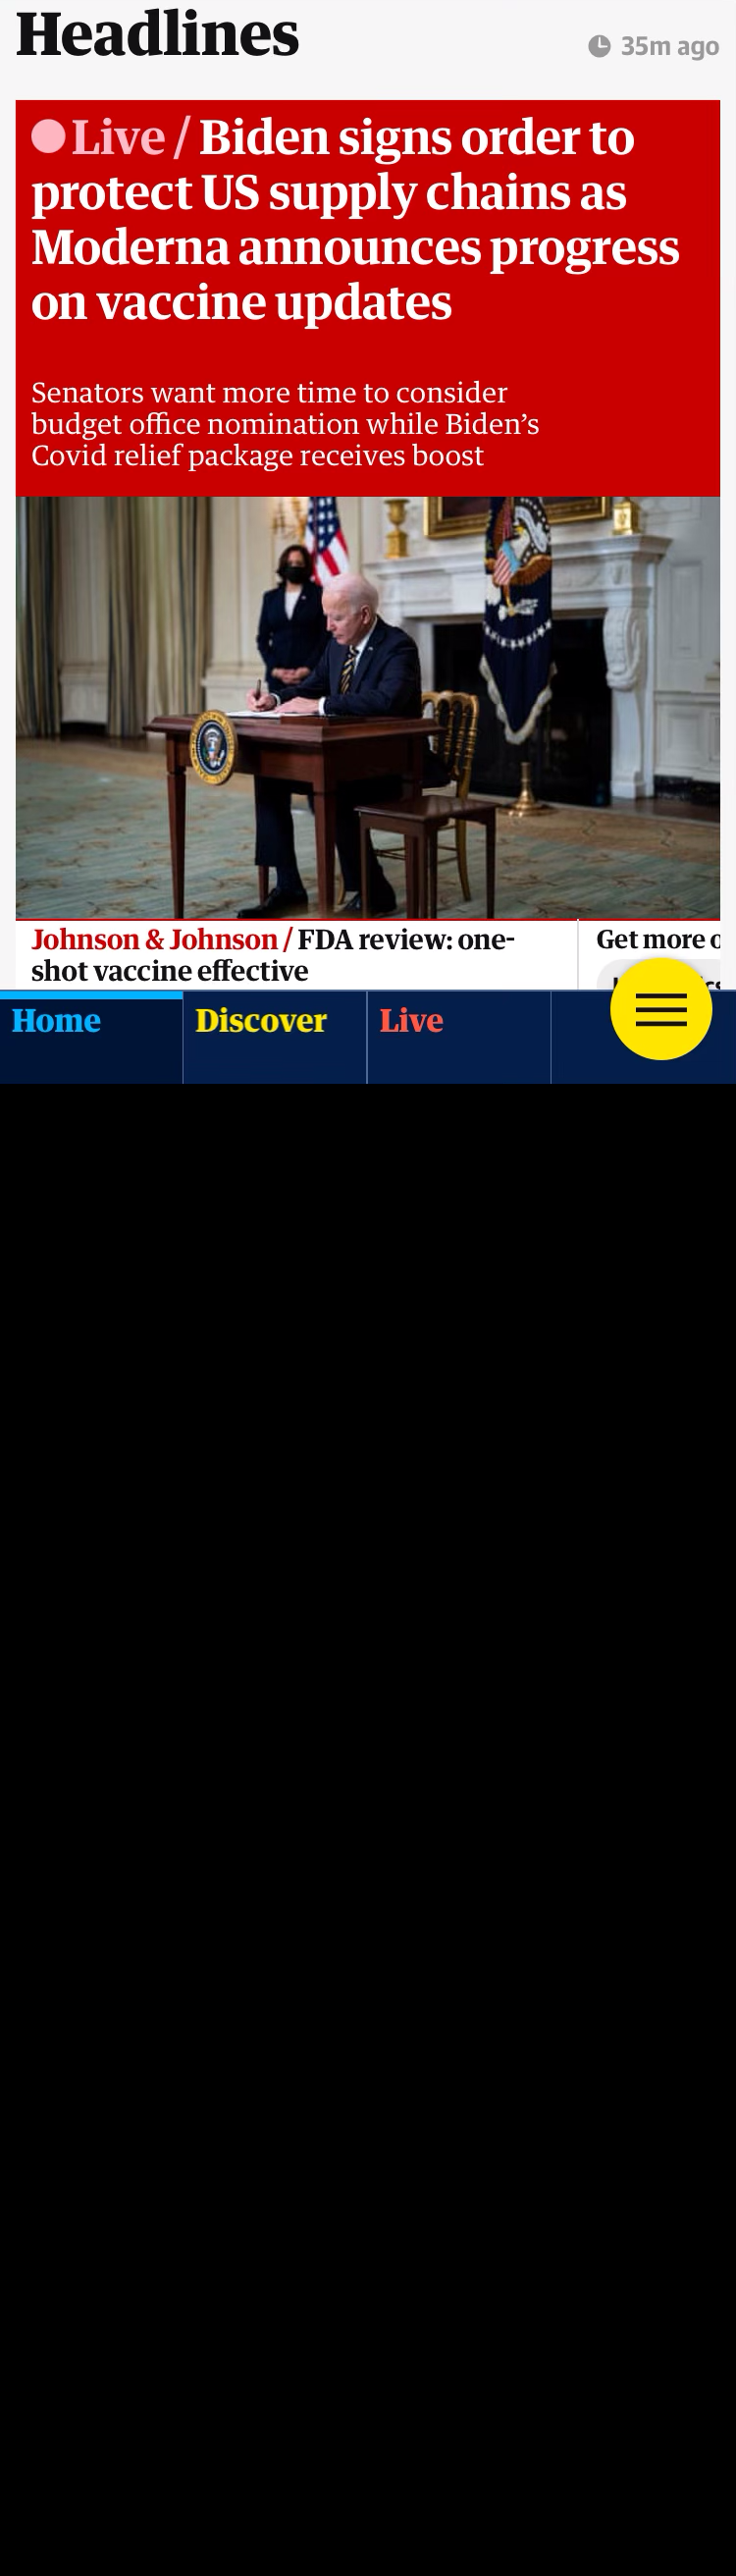 Headlines
35m ago
Live / Biden signs order to
protect US supply chains as
Moderna announces progress
on vaccine updates
Senators want more time to consider
budget office nomination while Biden’s
Covid relief package receives boost
Johnson & Johnson / FDA review: one-
shot vaccine effective
Get more
Home
Discover
Live